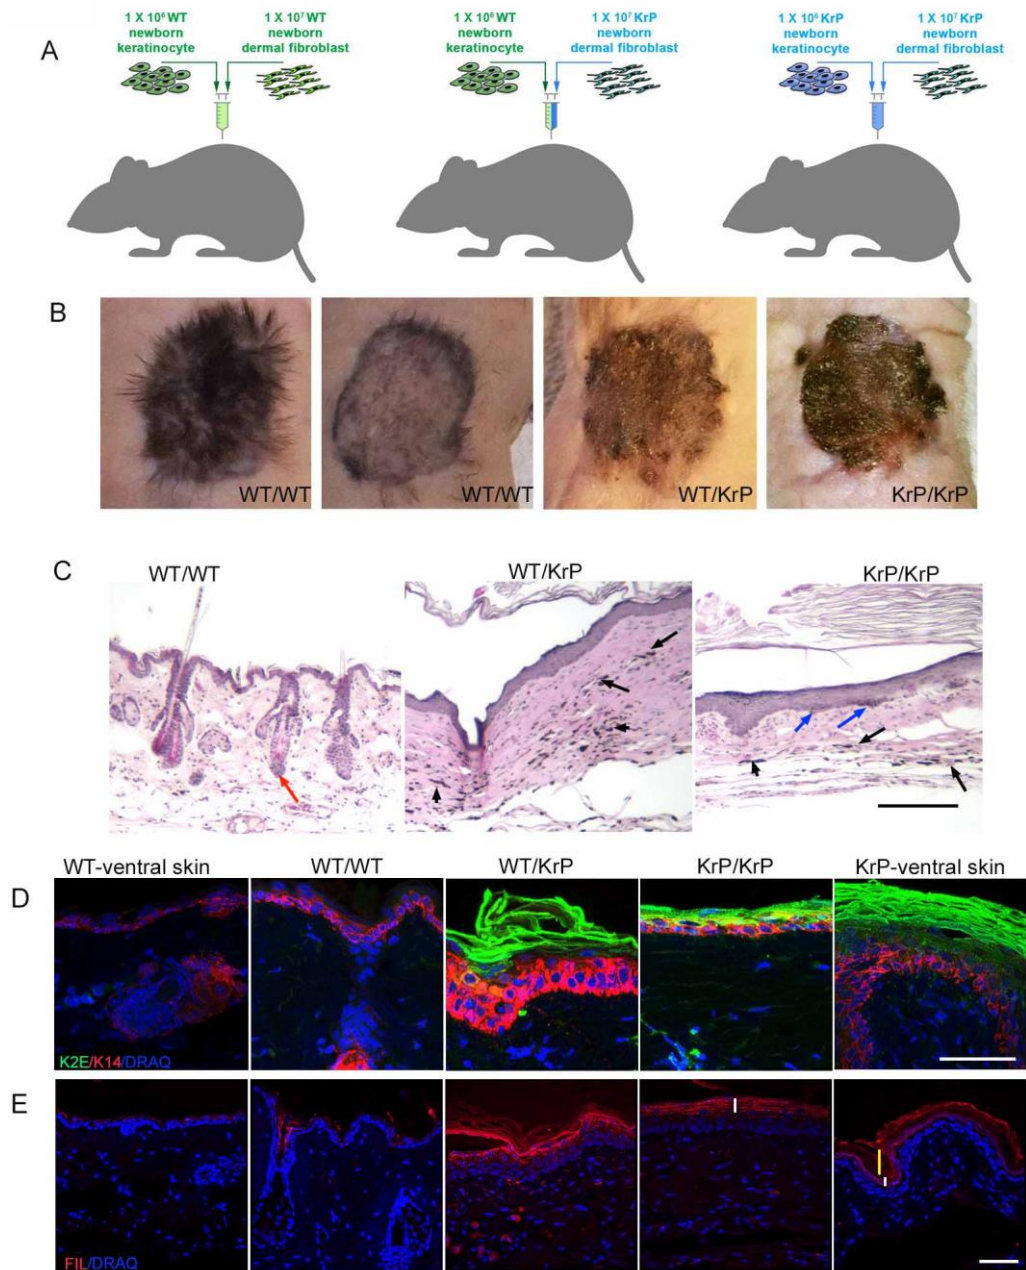 A
1 X 10⁶ WT
newborn
keratinocyte
1 X 10⁷ WT
newborn
dermal fibroblast
1 X 10⁶ WT
newborn
keratinocyte
1 X 10⁷ KrP
newborn
dermal fibroblast
1 X 10⁶ KrP
newborn
keratinocyte
1 X 10⁷ KrP
newborn
dermal fibroblast
B
WT/WT
WT/WT
WT/KrP
KrP/KrP
C
WT/WT
WT/KrP
KrP/KrP
D
WT-ventral skin
WT/WT
WT/KrP
KrP/KrP
KrP-ventral skin
K2E/K14/DRAQ
E
FIL/DRAQ